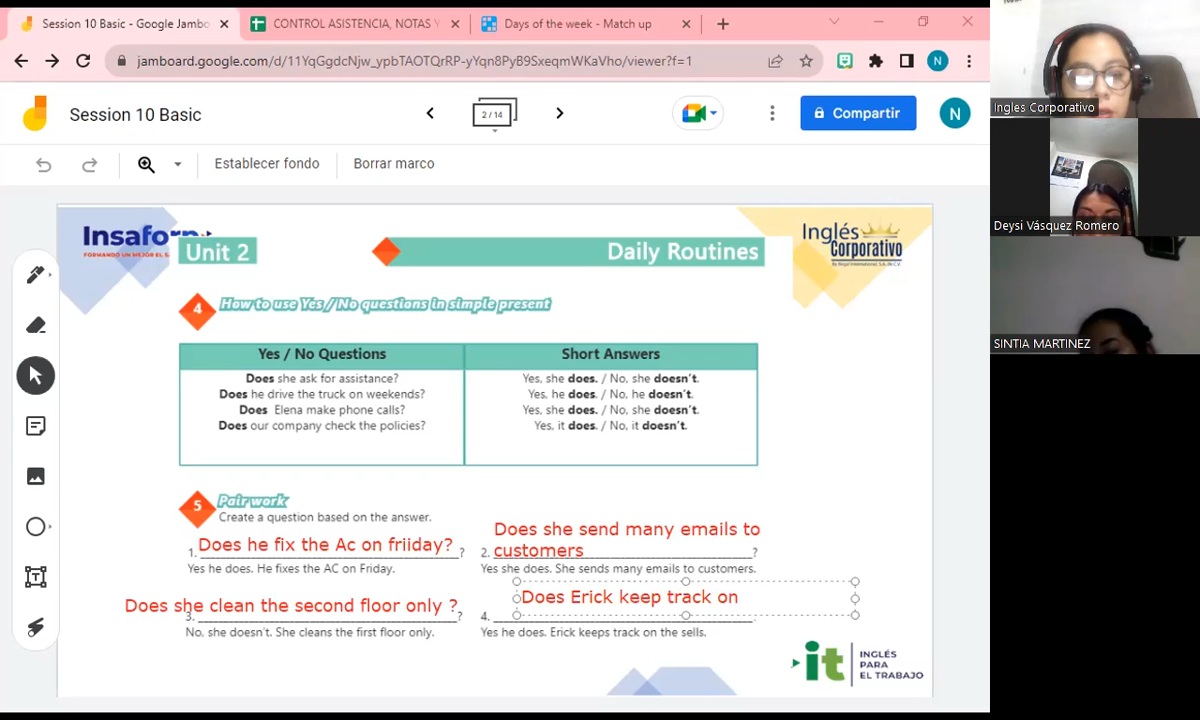 Session 10 Basic - Google Jambo
CONTROL ASISTENCIA, NOTAS Y
Days of the week - Match up
jamboard.google.com/d/11YqGgdcNjw_ypbTAOTQrRP-yYqn8PyB9SxeqmWKaVho/viewer?f=1
N
Session 10 Basic
2 / 14
Compartir
N
Establecer fondo
Borrar marco
Insaforp
FORMANDO UN MEJOR EL S
Unit 2
Daily Routines
Inglés
Corporativo
4
How to use Yes / No questions in simple present
Yes / No Questions
Short Answers
Does she ask for assistance?
Yes, she does. / No, she doesn't.
Does he drive the truck on weekends?
Yes, he does. / No, he doesn't.
Does Elena make phone calls?
Yes, she does. / No, she doesn't.
Does our company check the policies?
Yes, it does. / No, it doesn't.
5
Pair work
Create a question based on the answer.
1. Does he fix the Ac on friiday? ?
Yes he does. He fixes the AC on Friday.
2. Does she send many emails to
customers ?
Yes she does. She sends many emails to customers.
Does she clean the second floor only ?
3. ?
No, she doesn't. She cleans the first floor only.
Does Erick keep track on
4.
Yes he does. Erick keeps track on the sells.
it
INGLÉS
PARA
EL TRABAJO
Ingles Corporativo
Deysi Vásquez Romero
SINTIA MARTINEZ